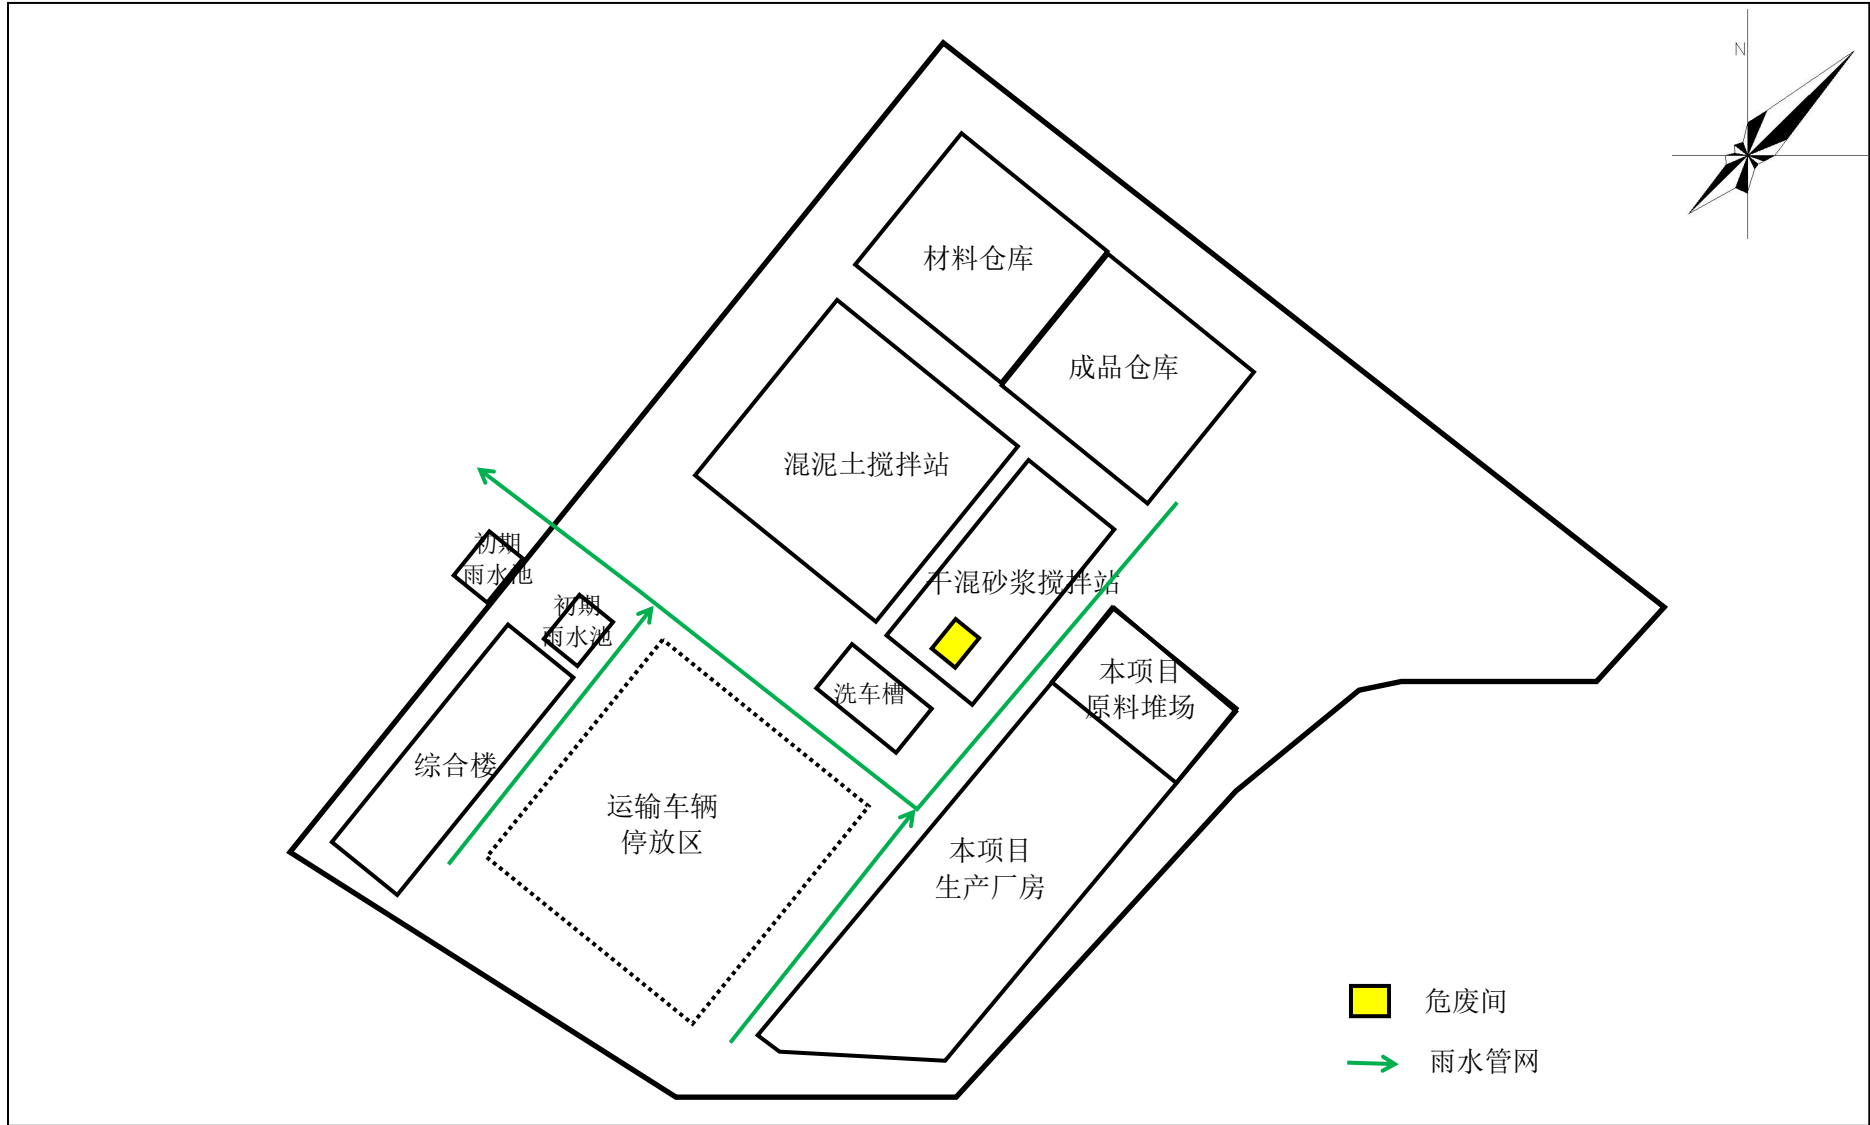 N
材料仓库
成品仓库
混泥土搅拌站
初期
雨水池
干混砂浆搅拌站
初期
雨水池
本项目
原料堆场
洗车槽
综合楼
运输车辆
停放区
本项目
生产厂房
危废间
雨水管网